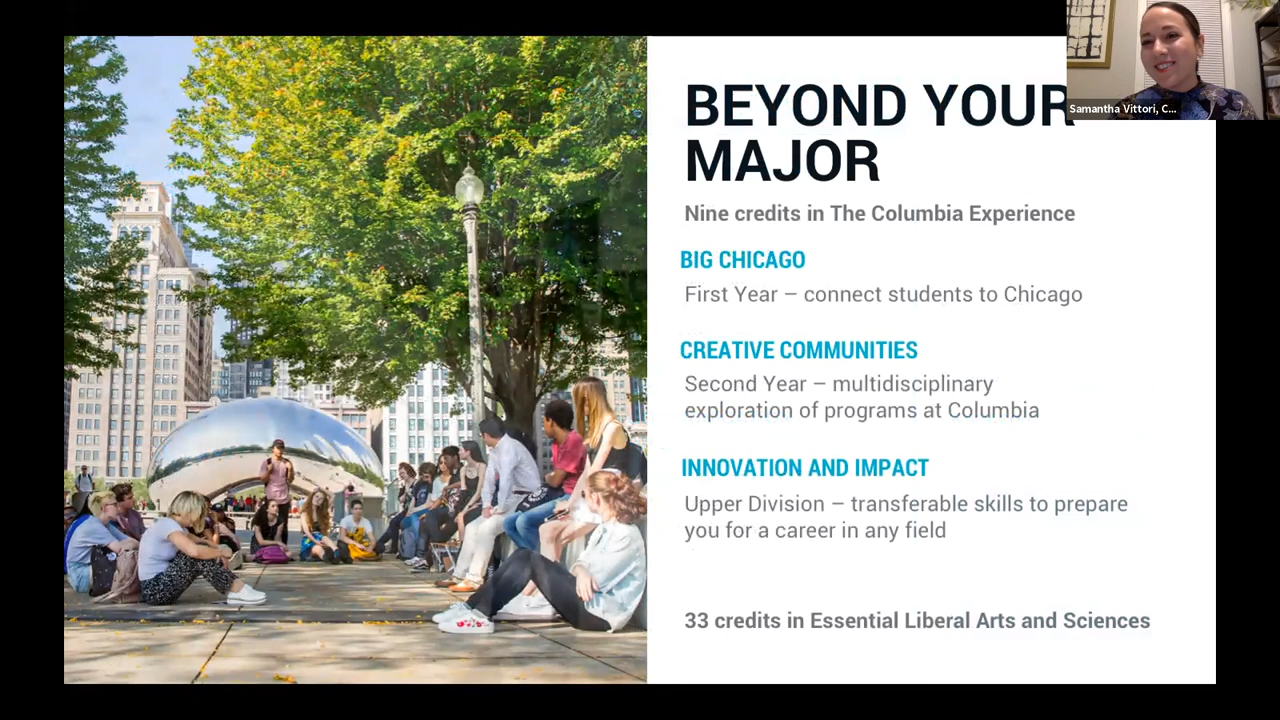 BEYOND YOUR
MAJOR
Samantha Vittori, C...
Nine credits in The Columbia Experience
BIG CHICAGO
First Year – connect students to Chicago
CREATIVE COMMUNITIES
Second Year – multidisciplinary
exploration of programs at Columbia
INNOVATION AND IMPACT
Upper Division – transferable skills to prepare
you for a career in any field
33 credits in Essential Liberal Arts and Sciences